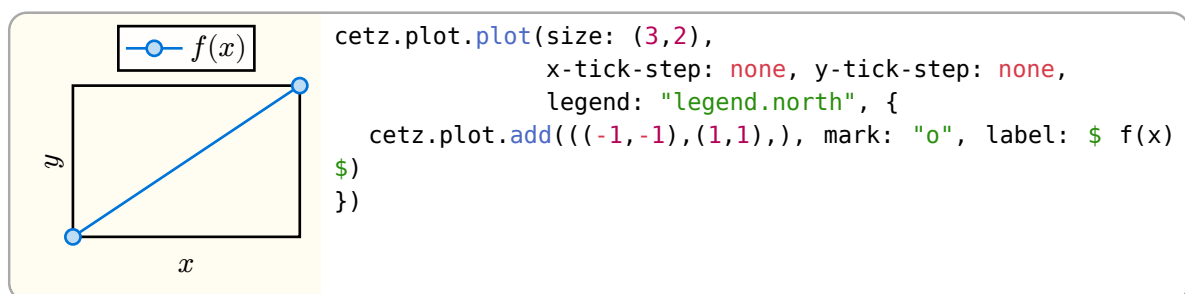 f(x)
y
x
cetz.plot.plot(size: (3,2),
            x-tick-step: none, y-tick-step: none,
            legend: "legend.north", {
  cetz.plot.add(((-1,-1),(1,1),), mark: "o", label: $ f(x)
$)
})